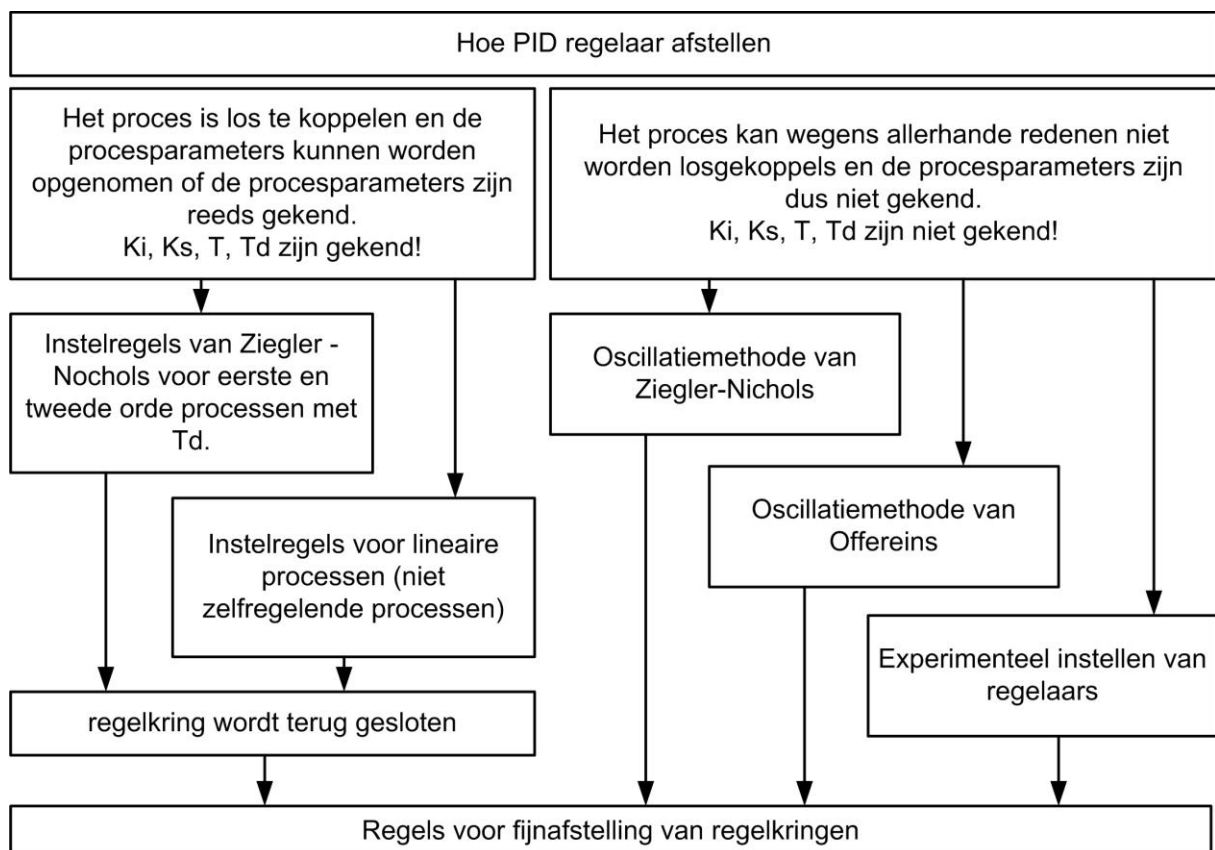 Hoe PID regelaar afstellen
Het proces is los te koppelen en de
procesparameters kunnen worden
opgenomen of de procesparameters zijn
reeds gekend.
Ki, Ks, T, Td zijn gekend!
Het proces kan wegens allerhande redenen niet
worden losgekoppels en de procesparameters zijn
dus niet gekend.
Ki, Ks, T, Td zijn niet gekend!
Instelregels van Ziegler -
Nochols voor eerste en
tweede orde processen met
Td.
Oscillatiemethode van
Ziegler-Nichols
Oscillatiemethode van
Offereins
Instelregels voor lineaire
processen (niet
zelfregelende processen)
Experimenteel instellen van
regelaars
regelkring wordt terug gesloten
Regels voor fijnafstelling van regelkringen